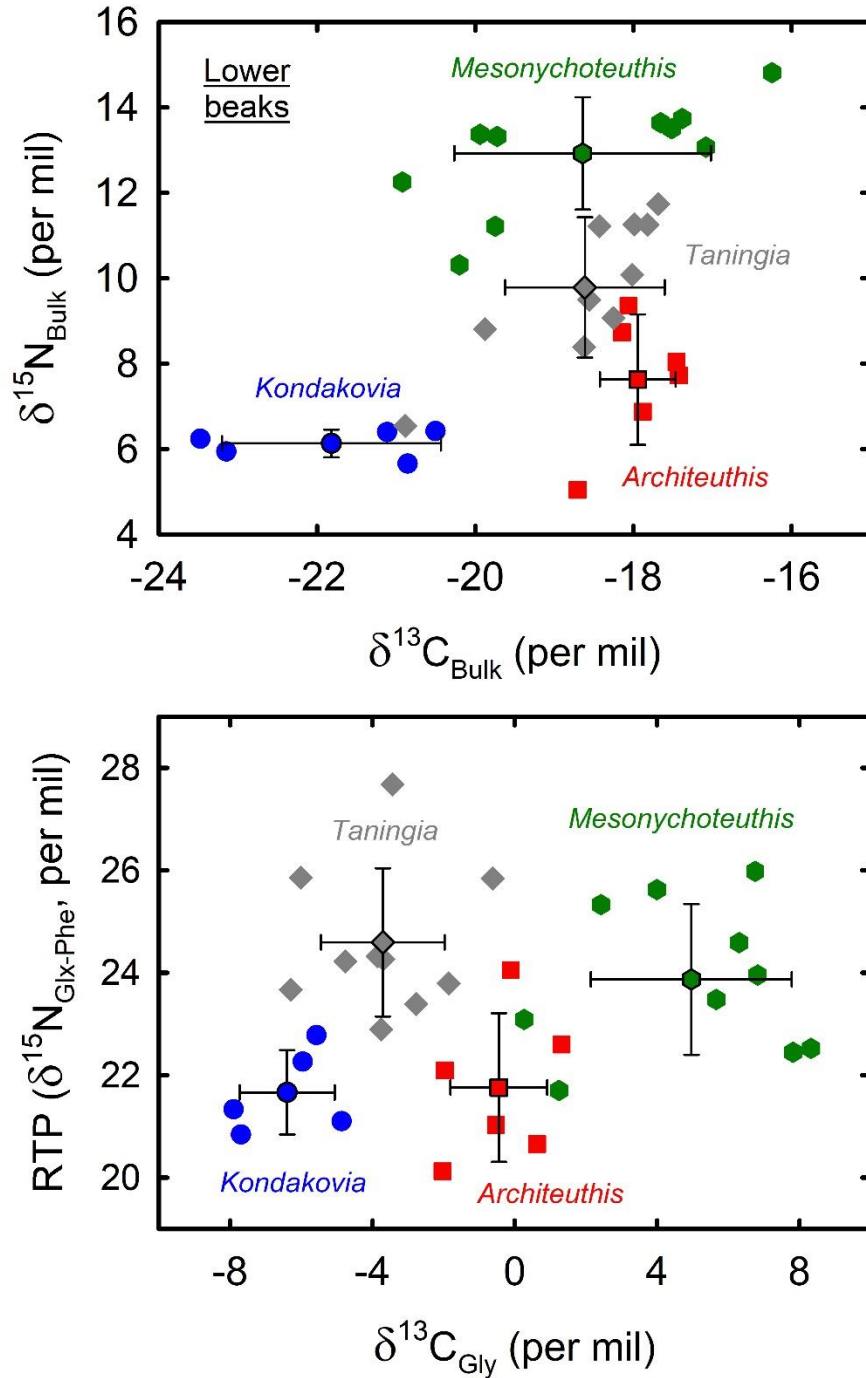 16
Lower
beaks
Mesonychoteuthis
14
12
Taningia
10
8
Kondakovia
6
Architeuthis
4
-24 -22 -20 -18 -16
δ15NBulk (per mil)
δ13CBulk (per mil)
28
Taningia
Mesonychoteuthis
26
24
22
20
Kondakovia
Architeuthis
-8 -4 0 4 8
RTP (δ15NGlx-Phe, per mil)
δ13CGly (per mil)